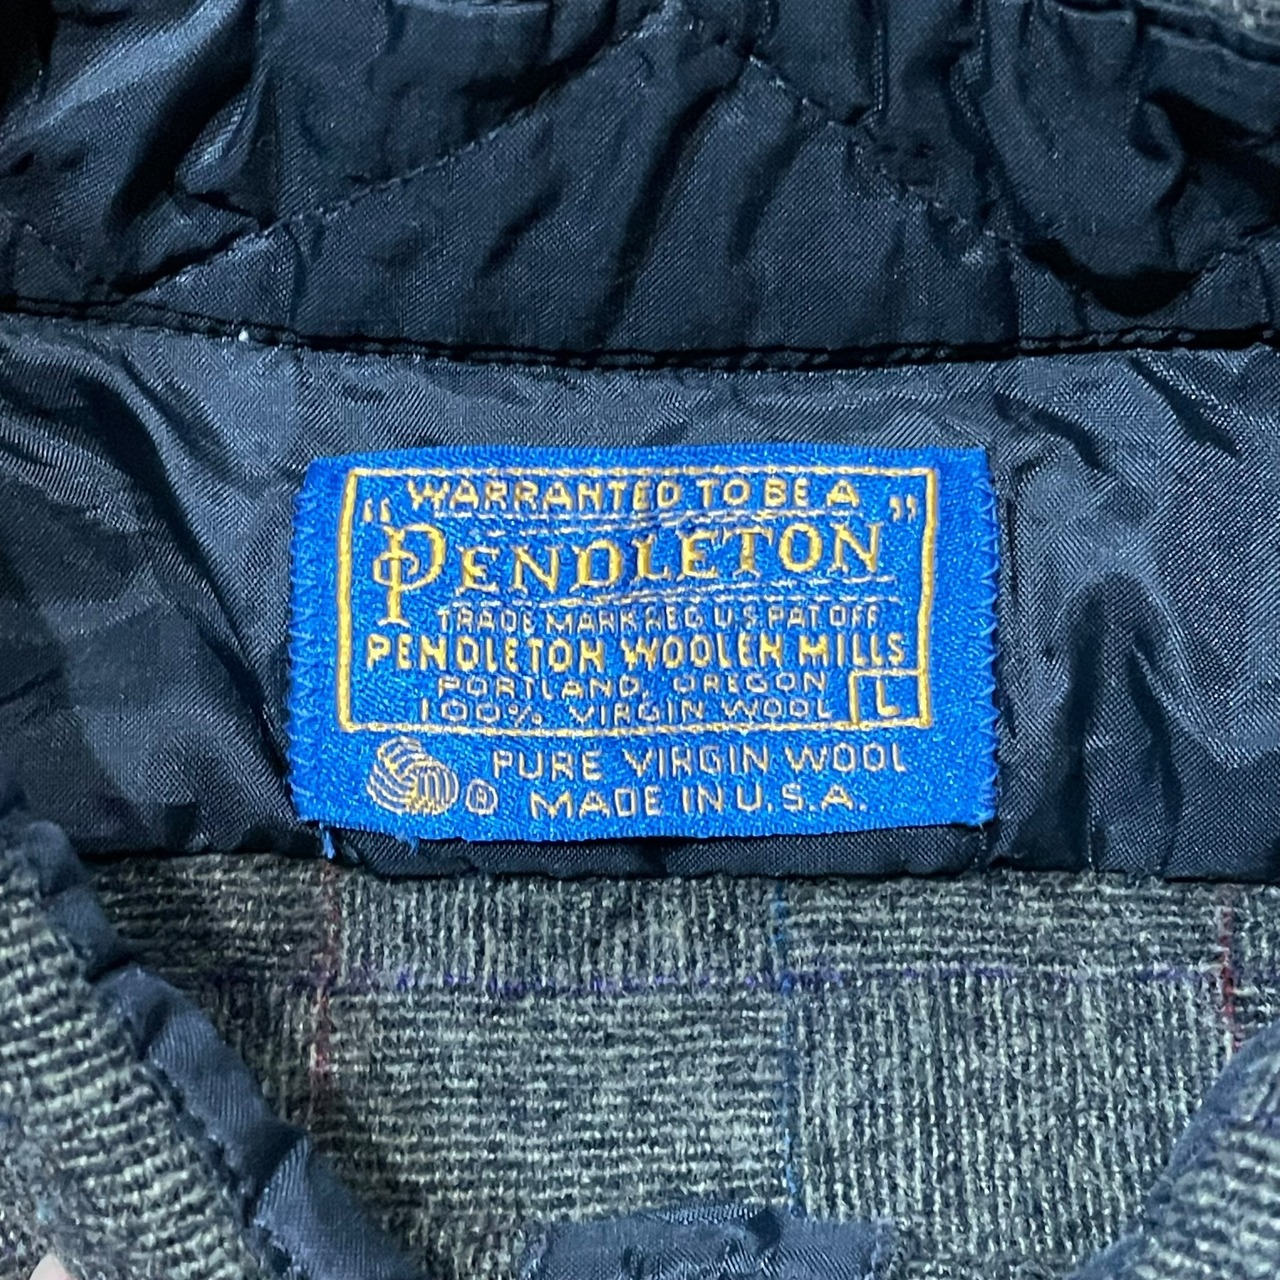 WARRANTED TO BE A
"PENDLETON"
TRADE MARK REG U.S. PAT. OFF.
PENDLETON WOOLEN MILLS
PORTLAND, OREGON
100% VIRGIN WOOL L
PURE VIRGIN WOOL
® MADE IN U.S.A.